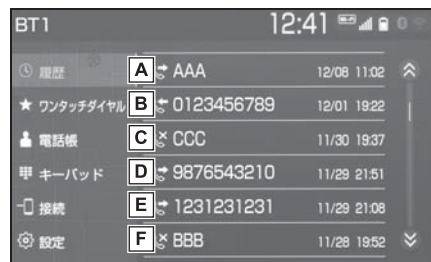 BT1 12:41
履歴 A AAA 12/08 11:02
ワンタッチダイヤル B 0123456789 12/01 19:22
電話帳 C CCC 11/30 19:37
キーパッド D 9876543210 11/29 21:51
接続 E 1231231231 11/29 21:08
設定 F BBB 11/28 19:52